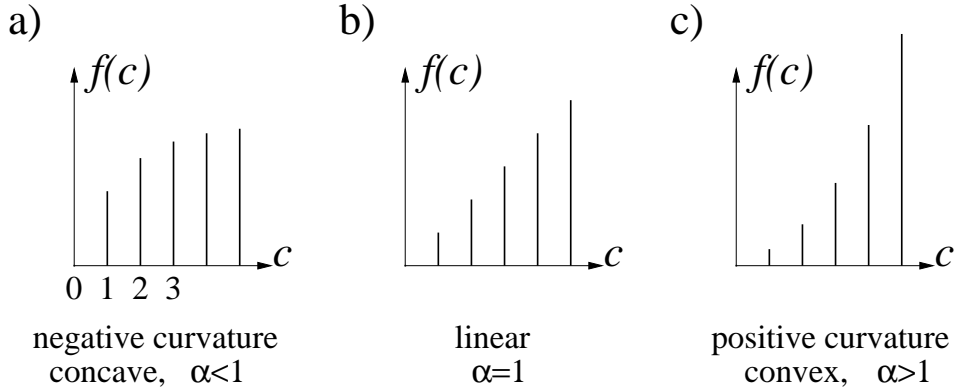 a)
f(c)
c
0 1 2 3
negative curvature
concave, α<1
b)
f(c)
c
linear
α=1
c)
f(c)
c
positive curvature
convex, α>1